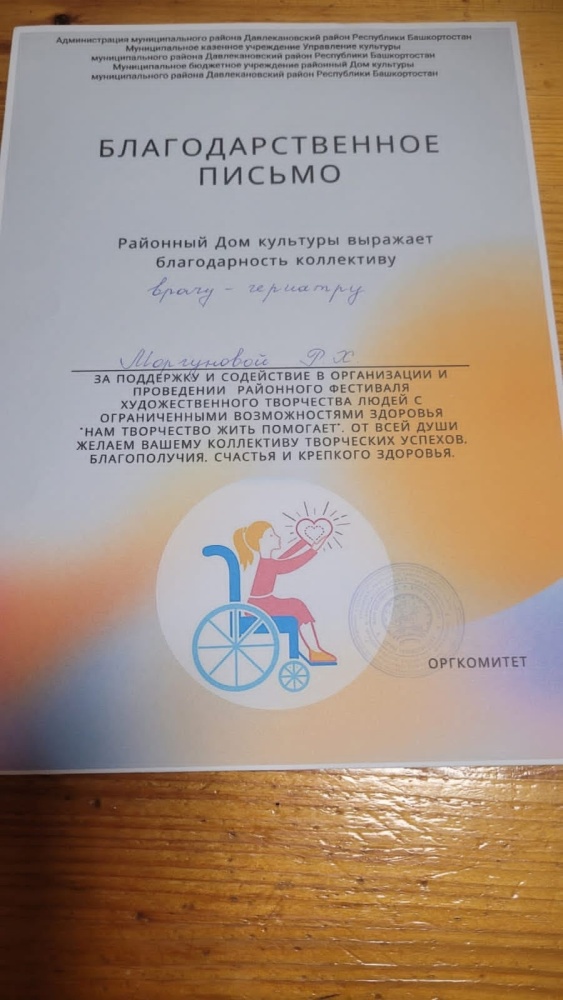 Администрация муниципального района Давлекановский район Республики Башкортостан
Муниципальное казенное учреждение Управление культуры
муниципального района Давлекановский район Республики Башкортостан
Муниципальное бюджетное учреждение районный Дом культуры
муниципального района Давлекановский район Республики Башкортостан
БЛАГОДАРСТВЕННОЕ
ПИСЬМО
Районный Дом культуры выражает
благодарность коллективу
врачу - гериатру
Моргуновой Р Х
ЗА ПОДДЕРЖКУ И СОДЕЙСТВИЕ В ОРГАНИЗАЦИИ И
ПРОВЕДЕНИИ РАЙОННОГО ФЕСТИВАЛЯ
ХУДОЖЕСТВЕННОГО ТВОРЧЕСТВА ЛЮДЕЙ С
ОГРАНИЧЕННЫМИ ВОЗМОЖНОСТЯМИ ЗДОРОВЬЯ
"НАМ ТВОРЧЕСТВО ЖИТЬ ПОМОГАЕТ". ОТ ВСЕЙ ДУШИ
ЖЕЛАЕМ ВАШЕМУ КОЛЛЕКТИВУ ТВОРЧЕСКИХ УСПЕХОВ.
БЛАГОПОЛУЧИЯ. СЧАСТЬЯ И КРЕПКОГО ЗДОРОВЬЯ.
ОРГКОМИТЕТ